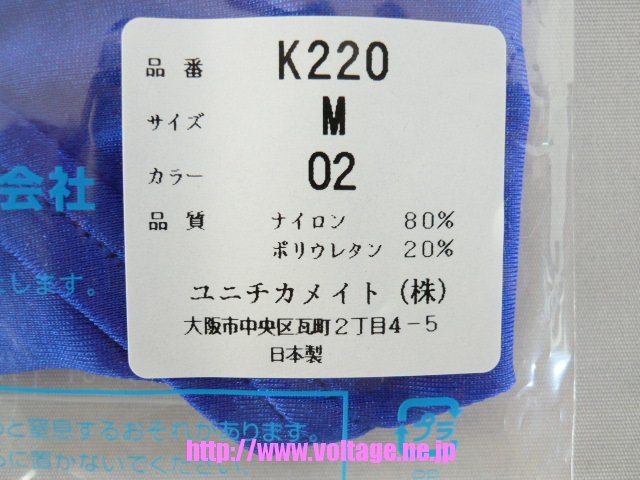 品番 K220
サイズ M
カラー 02
品質 ナイロン 80%
ポリウレタン 20%
ユニチカメイト(株)
大阪市中央区瓦町2丁目4-5
日本製
会社
します。
と窒息するおそれがあります。
に置かないでください。
プラ
PE
http://www.voltage.ne.jp